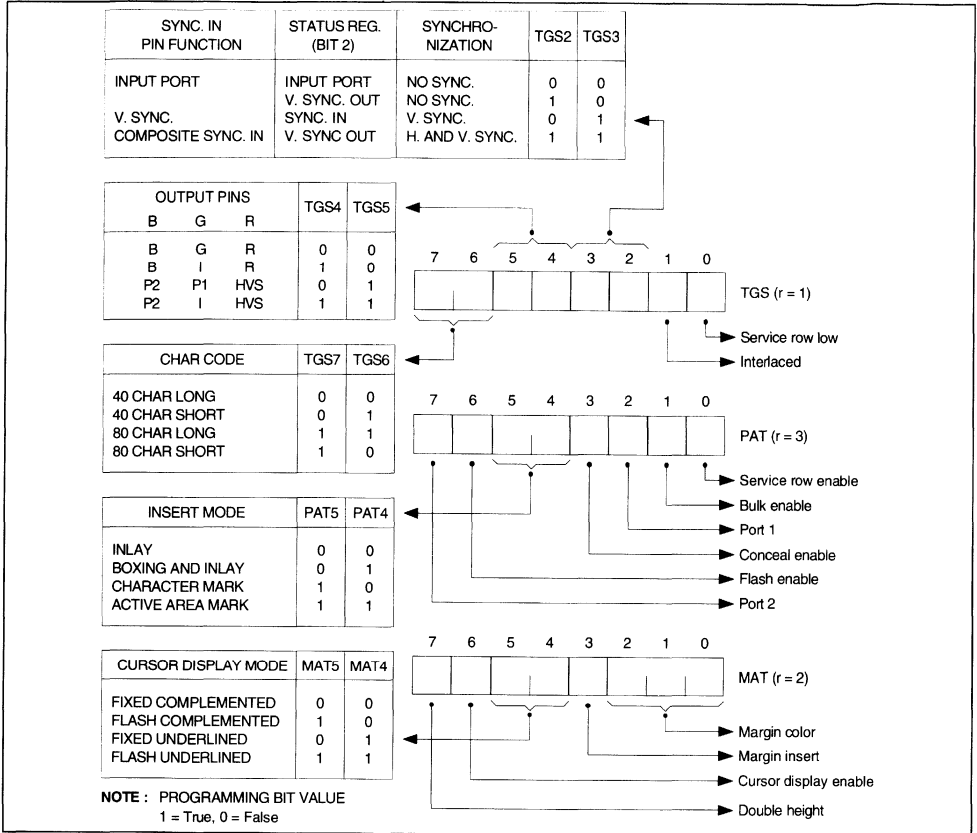 SYNC. IN PIN FUNCTION STATUS REG. (BIT 2) SYNCHRO-NIZATION TGS2 TGS3
INPUT PORT INPUT PORT NO SYNC. 0 0
V. SYNC. OUT NO SYNC. 1 0
V. SYNC. SYNC. IN V. SYNC. 0 1
COMPOSITE SYNC. IN V. SYNC OUT H. AND V. SYNC. 1 1
OUTPUT PINS TGS4 TGS5
B G R
B G R 0 0
B I R 1 0
P2 P1 HVS 0 1
P2 I HVS 1 1
7 6 5 4 3 2 1 0
TGS (r = 1)
Service row low
Interlaced
CHAR CODE TGS7 TGS6
40 CHAR LONG 0 0
40 CHAR SHORT 0 1
80 CHAR LONG 1 1
80 CHAR SHORT 1 0
7 6 5 4 3 2 1 0
PAT (r = 3)
Service row enable
Bulk enable
Port 1
Conceal enable
Flash enable
Port 2
INSERT MODE PAT5 PAT4
INLAY 0 0
BOXING AND INLAY 0 1
CHARACTER MARK 1 0
ACTIVE AREA MARK 1 1
7 6 5 4 3 2 1 0
MAT (r = 2)
Margin color
Margin insert
Cursor display enable
Double height
CURSOR DISPLAY MODE MAT5 MAT4
FIXED COMPLEMENTED 0 0
FLASH COMPLEMENTED 1 0
FIXED UNDERLINED 0 1
FLASH UNDERLINED 1 1
NOTE : PROGRAMMING BIT VALUE
1 = True, 0 = False